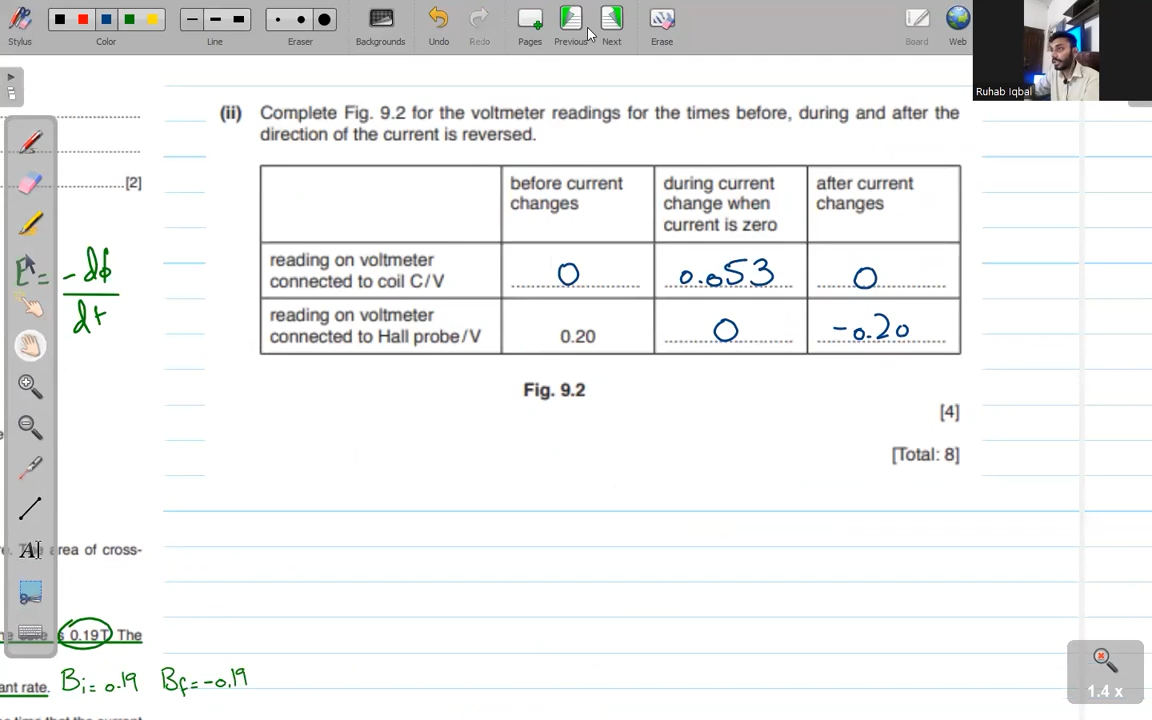 Stylus Color Line Eraser Backgrounds Undo Redo Pages Previous Next Erase Board Web
Ruhab Iqbal
(ii) Complete Fig. 9.2 for the voltmeter readings for the times before, during and after the
direction of the current is reversed.
[2]
before current changes
during current change when current is zero
after current changes
reading on voltmeter connected to coil C/V 0 0.053 0
reading on voltmeter connected to Hall probe/V 0.20 0 -0.20
E = -dϕ
dt
Fig. 9.2
[4]
[Total: 8]
area of cross-
0.19T The
ant rate. Bi = 0.19 Bf = -0.19
time that the current
1.4 x